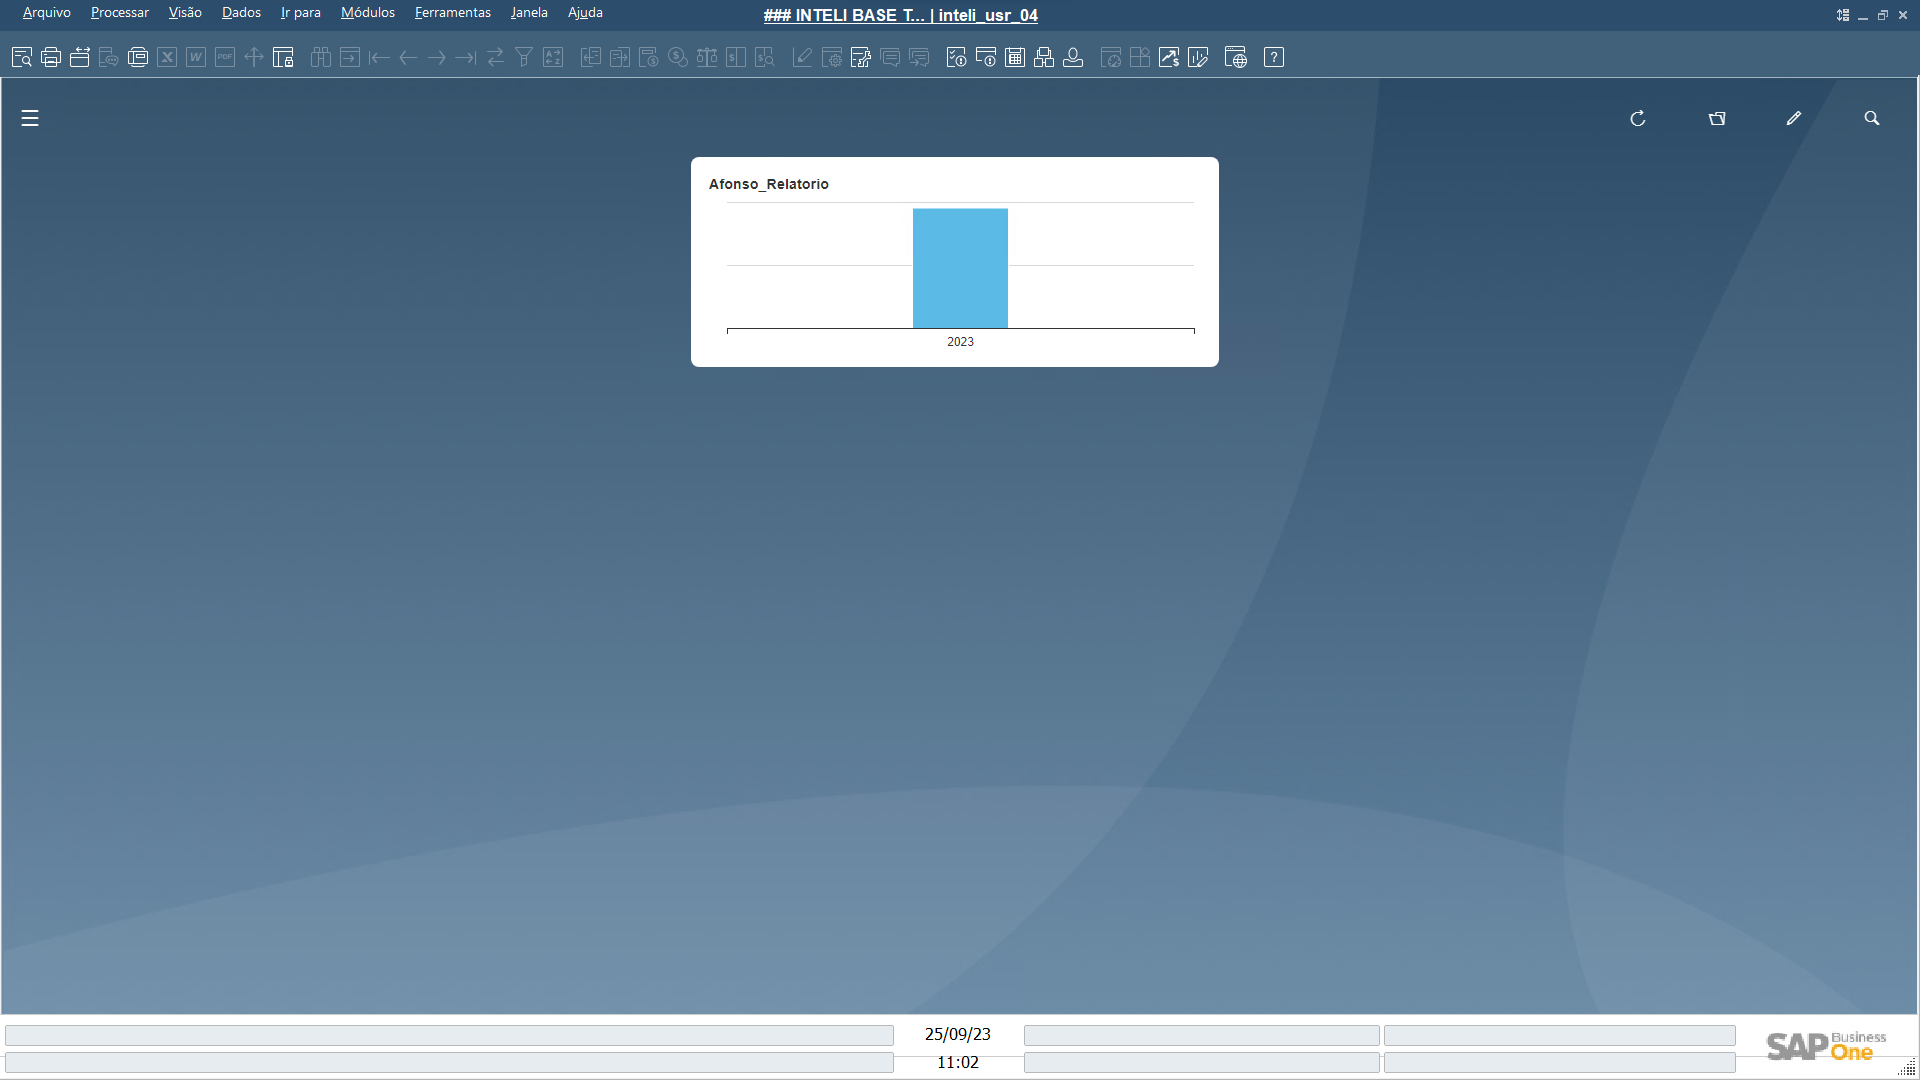 Arquivo Processar Visão Dados Ir para Módulos Ferramentas Janela Ajuda ### INTELI BASE T... | inteli_usr_04
Afonso_Relatorio
2023
25/09/23
11:02
SAP Business One